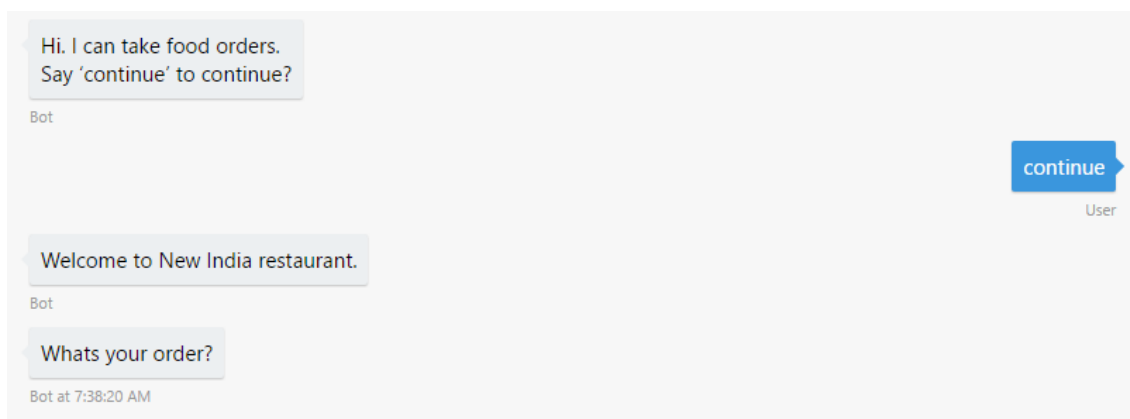 Hi. I can take food orders.
Say ‘continue’ to continue?
Bot
continue
User
Welcome to New India restaurant.
Bot
Whats your order?
Bot at 7:38:20 AM